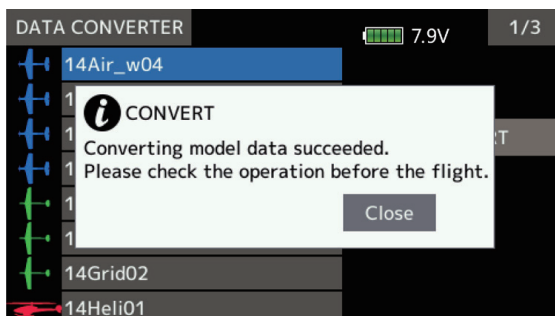 DATA CONVERTER
7.9V
1/3
14Air_w04
CONVERT
Converting model data succeeded.
Please check the operation before the flight.
Close
14Grid02
14Heli01